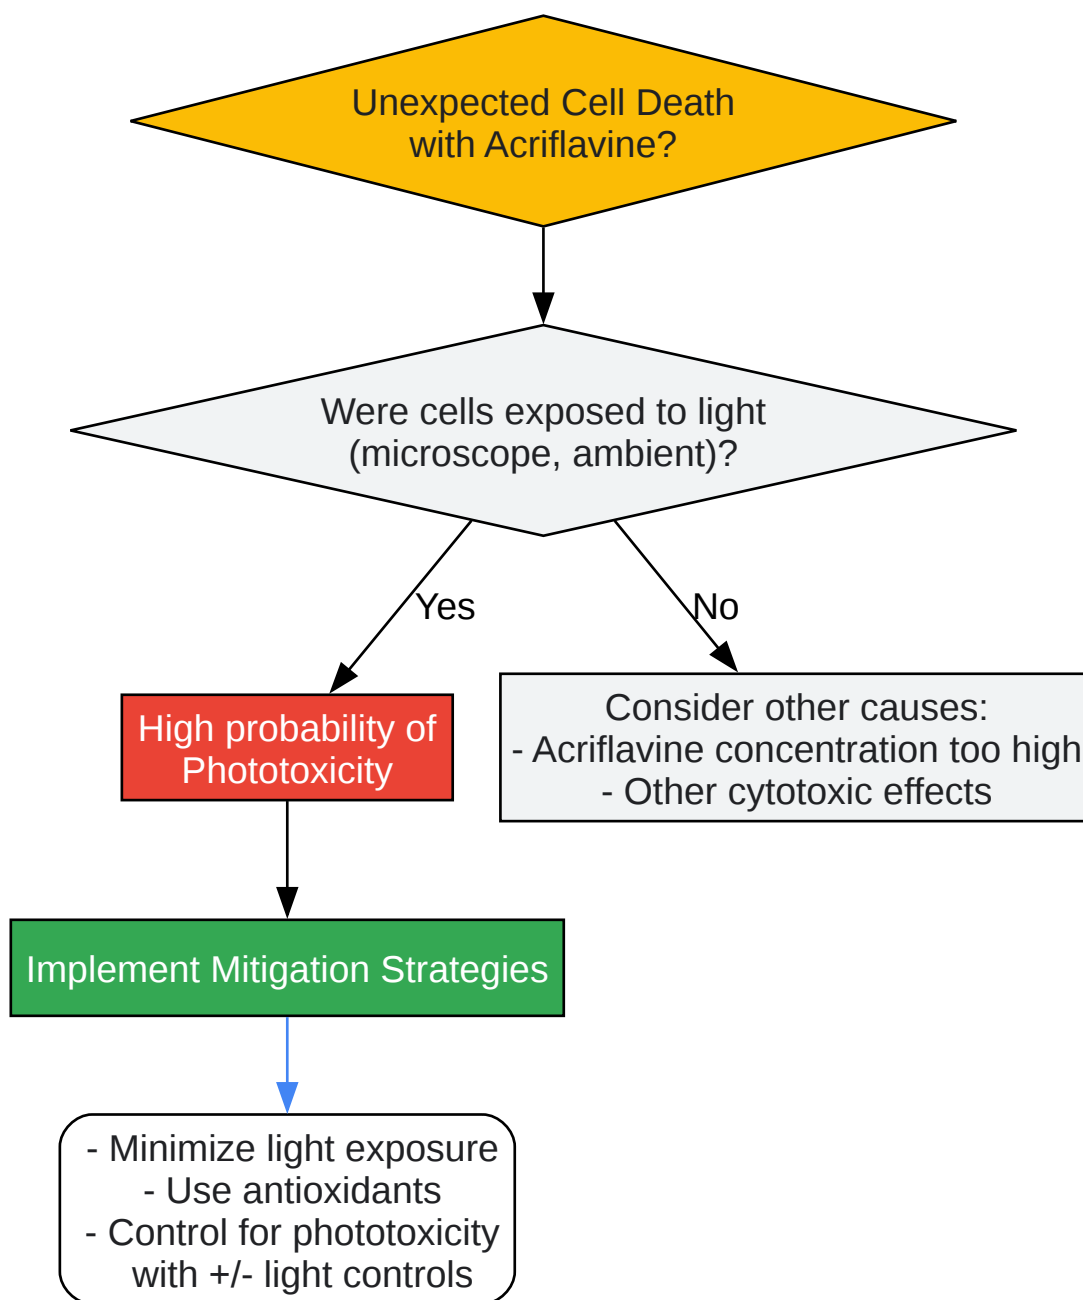 Unexpected Cell Death
with Acriflavine?
Were cells exposed to light
(microscope, ambient)?
Yes
No
High probability of
Phototoxicity
Consider other causes:
- Acriflavine concentration too high
- Other cytotoxic effects
Implement Mitigation Strategies
- Minimize light exposure
- Use antioxidants
- Control for phototoxicity
with +/- light controls